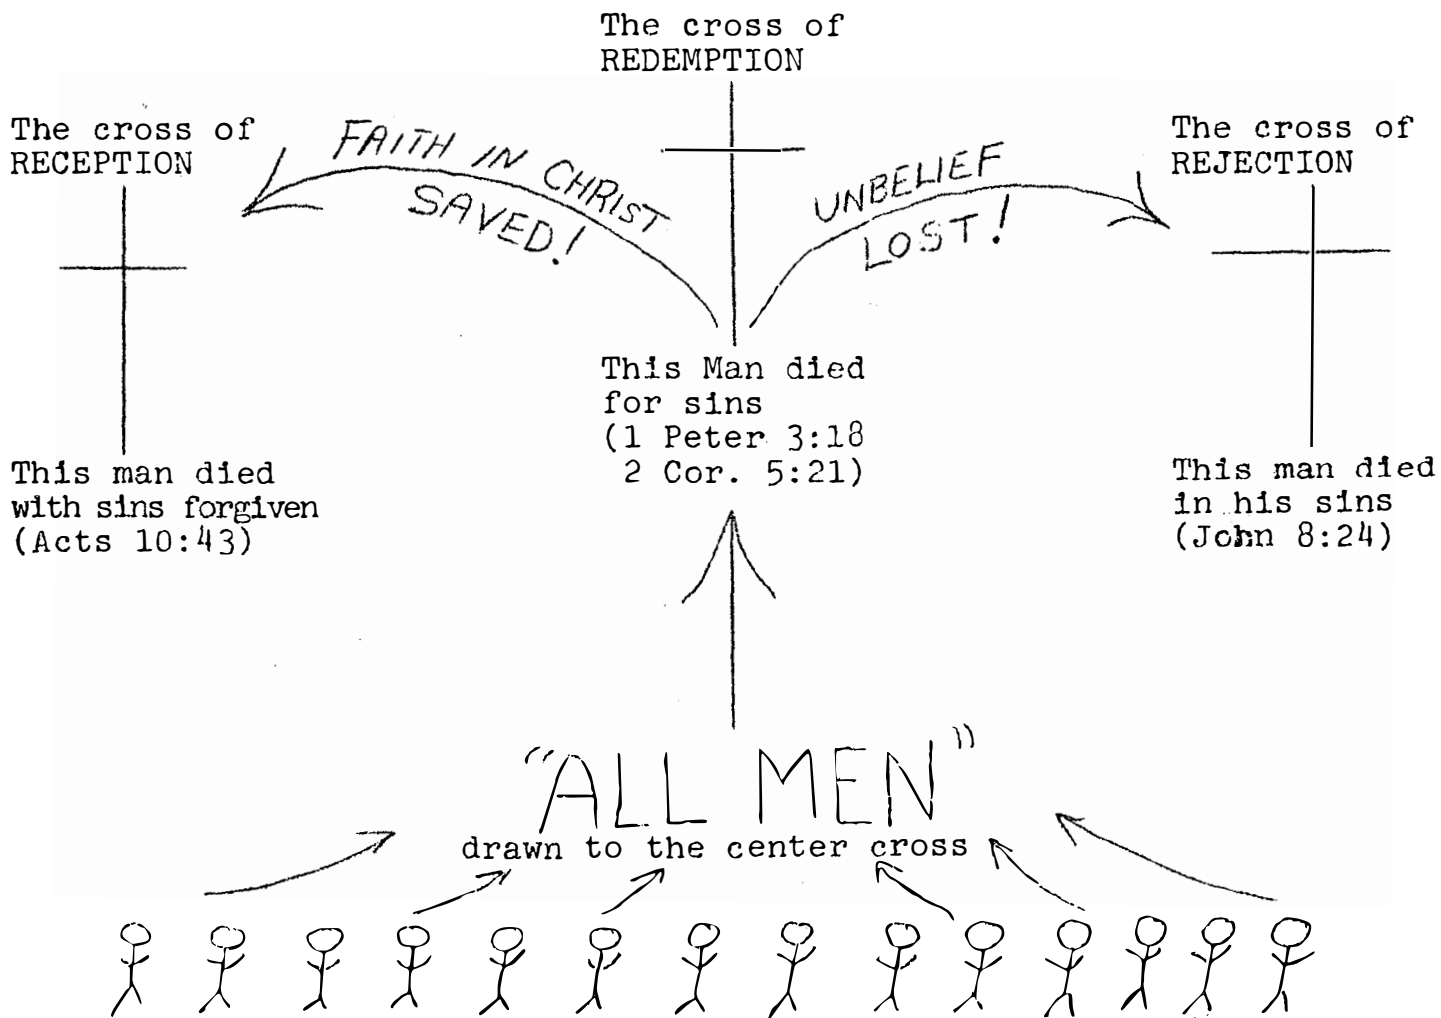 The cross of
REDEMPTION
The cross of
RECEPTION
FAITH IN CHRIST
SAVED!
UNBELIEF
LOST!
The cross of
REJECTION
This Man died
for sins
(1 Peter 3:18
2 Cor. 5:21)
This man died
with sins forgiven
(Acts 10:43)
This man died
in his sins
(John 8:24)
"ALL MEN"
drawn to the center cross